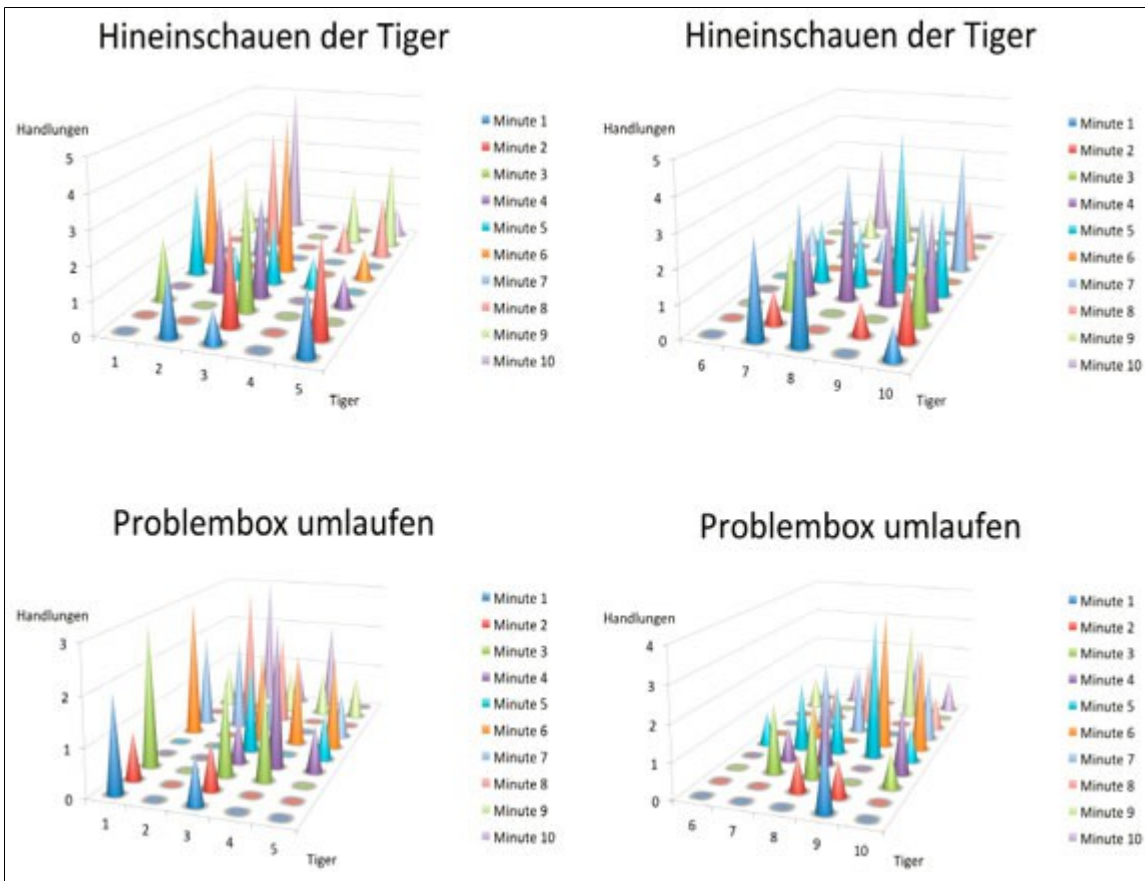 Hineinschauen der Tiger
Handlungen
5
4
3
2
1
0
1
2
3
4
5
Tiger
Minute 1
Minute 2
Minute 3
Minute 4
Minute 5
Minute 6
Minute 7
Minute 8
Minute 9
Minute 10
Hineinschauen der Tiger
Handlungen
5
4
3
2
1
0
6
7
8
9
10
Tiger
Minute 1
Minute 2
Minute 3
Minute 4
Minute 5
Minute 6
Minute 7
Minute 8
Minute 9
Minute 10
Problembox umlaufen
Handlungen
3
2
1
0
1
2
3
4
5
Tiger
Minute 1
Minute 2
Minute 3
Minute 4
Minute 5
Minute 6
Minute 7
Minute 8
Minute 9
Minute 10
Problembox umlaufen
Handlungen
4
3
2
1
0
6
7
8
9
10
Tiger
Minute 1
Minute 2
Minute 3
Minute 4
Minute 5
Minute 6
Minute 7
Minute 8
Minute 9
Minute 10